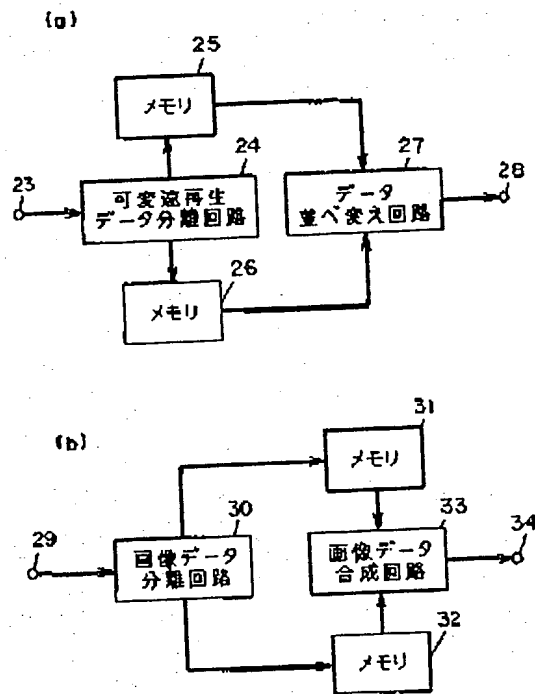 (a)
25
メモリ
24
27
23
28
可変速再生
データ分離回路
データ
並べ変え回路
26
メモリ
31
(b)
メモリ
30
33
29
34
画像データ
分離回路
画像データ
合成回路
32
メモリ